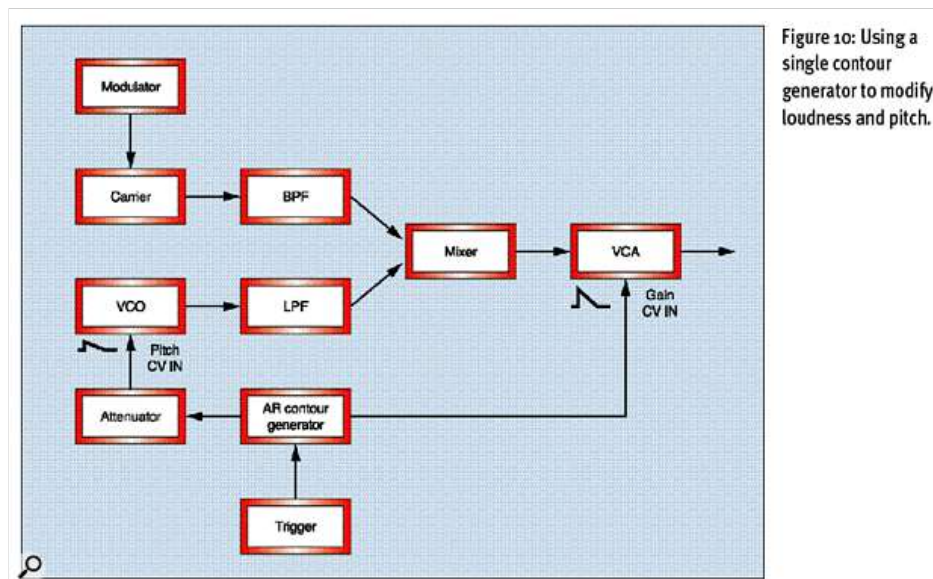 Figure 10: Using a
single contour
generator to modify
loudness and pitch.
Modulator
Carrier
BPF
Mixer
VCA
VCO
LPF
Gain
CV IN
Pitch
CV IN
Attenuator
AR contour
generator
Trigger